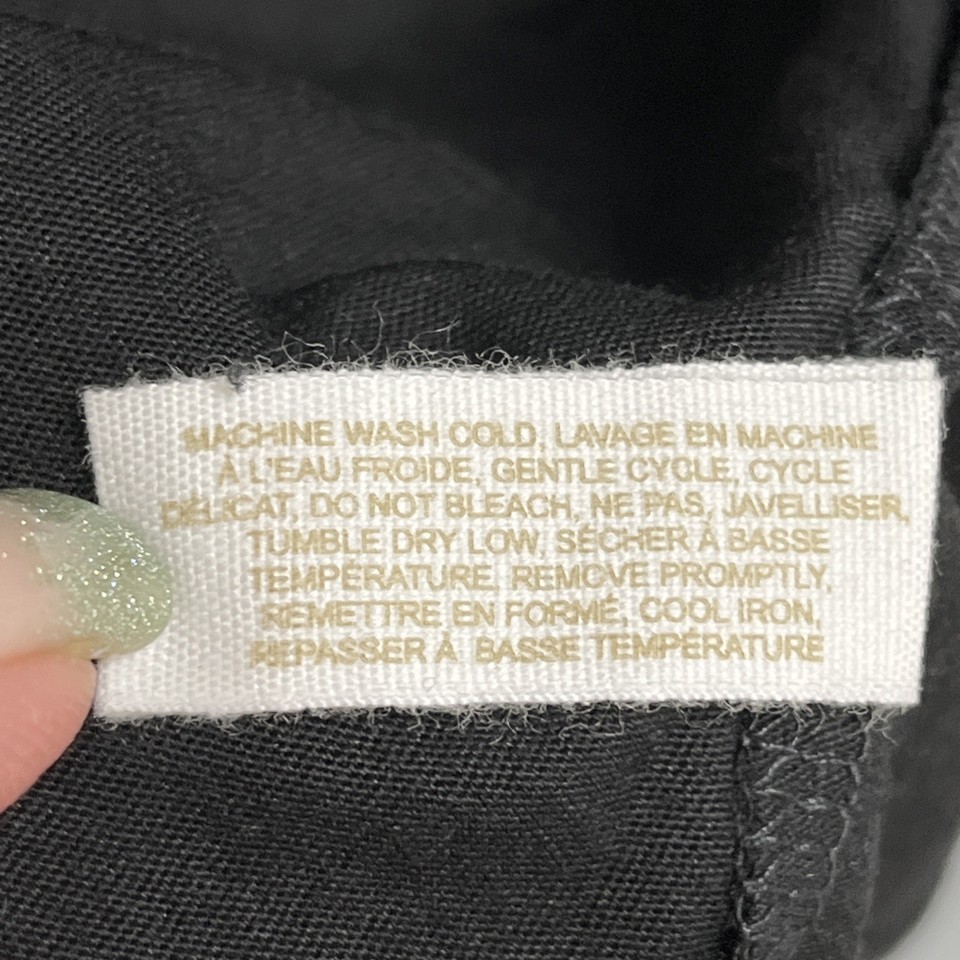 MACHINE WASH COLD, LAVAGE EN MACHINE
À L'EAU FROIDE, GENTLE CYCLE, CYCLE
DÉLICAT, DO NOT BLEACH, NE PAS, JAVELLISER,
TUMBLE DRY LOW, SÉCHER À BASSE
TEMPÉRATURE, REMOVE PROMPTLY,
REMETTRE EN FORME, COOL IRON,
REPASSER À BASSE TEMPÉRATURE